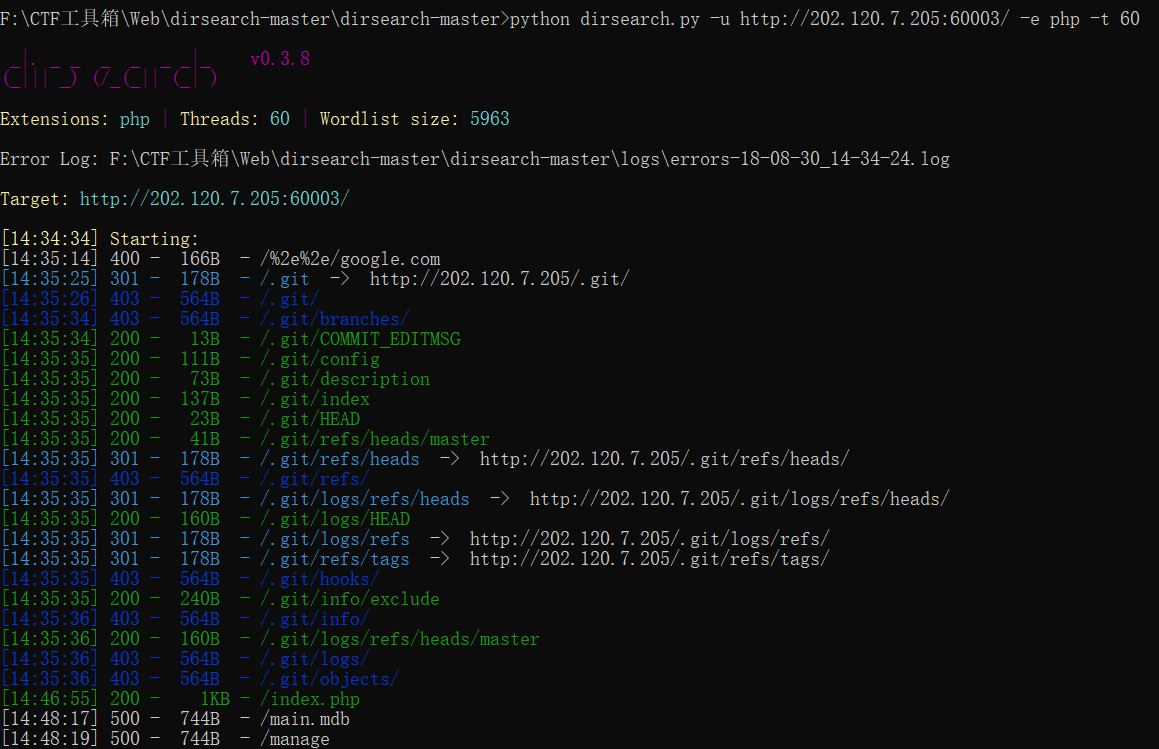 F:\CTF工具箱\Web\dirsearch-master\dirsearch-master>python dirsearch.py -u http://202.120.7.205:60003/ -e php -t 60
 _|. _ _  _  _  _ _|_    v0.3.8
(_||| _) (/_(_|| (_| )
Extensions: php | Threads: 60 | Wordlist size: 5963
Error Log: F:\CTF工具箱\Web\dirsearch-master\dirsearch-master\logs\errors-18-08-30_14-34-24.log
Target: http://202.120.7.205:60003/
[14:34:34] Starting:
[14:35:14] 400 -  166B  - /%2e%2e/google.com
[14:35:25] 301 -  178B  - /.git  ->  http://202.120.7.205/.git/
[14:35:26] 403 -  564B  - /.git/
[14:35:34] 403 -  564B  - /.git/branches/
[14:35:34] 200 -   13B  - /.git/COMMIT_EDITMSG
[14:35:35] 200 -  111B  - /.git/config
[14:35:35] 200 -   73B  - /.git/description
[14:35:35] 200 -  137B  - /.git/index
[14:35:35] 200 -   23B  - /.git/HEAD
[14:35:35] 200 -   41B  - /.git/refs/heads/master
[14:35:35] 301 -  178B  - /.git/refs/heads  ->  http://202.120.7.205/.git/refs/heads/
[14:35:35] 403 -  564B  - /.git/refs/
[14:35:35] 301 -  178B  - /.git/logs/refs/heads  ->  http://202.120.7.205/.git/logs/refs/heads/
[14:35:35] 200 -  160B  - /.git/logs/HEAD
[14:35:35] 301 -  178B  - /.git/logs/refs  ->  http://202.120.7.205/.git/logs/refs/
[14:35:35] 301 -  178B  - /.git/refs/tags  ->  http://202.120.7.205/.git/refs/tags/
[14:35:35] 403 -  564B  - /.git/hooks/
[14:35:35] 200 -  240B  - /.git/info/exclude
[14:35:36] 403 -  564B  - /.git/info/
[14:35:36] 200 -  160B  - /.git/logs/refs/heads/master
[14:35:36] 403 -  564B  - /.git/logs/
[14:35:36] 403 -  564B  - /.git/objects/
[14:46:55] 200 -    1KB - /index.php
[14:48:17] 500 -  744B  - /main.mdb
[14:48:19] 500 -  744B  - /manage